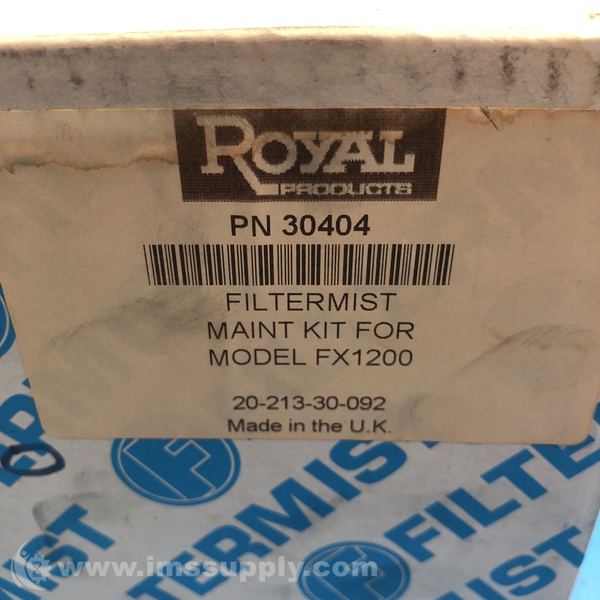 ROYAL
PRODUCTS
PN 30404
FILTERMIST
MAINT KIT FOR
MODEL FX1200
20-213-30-092
Made in the U.K.
FILTERMIST
FILTERMIST
www.imssupply.com